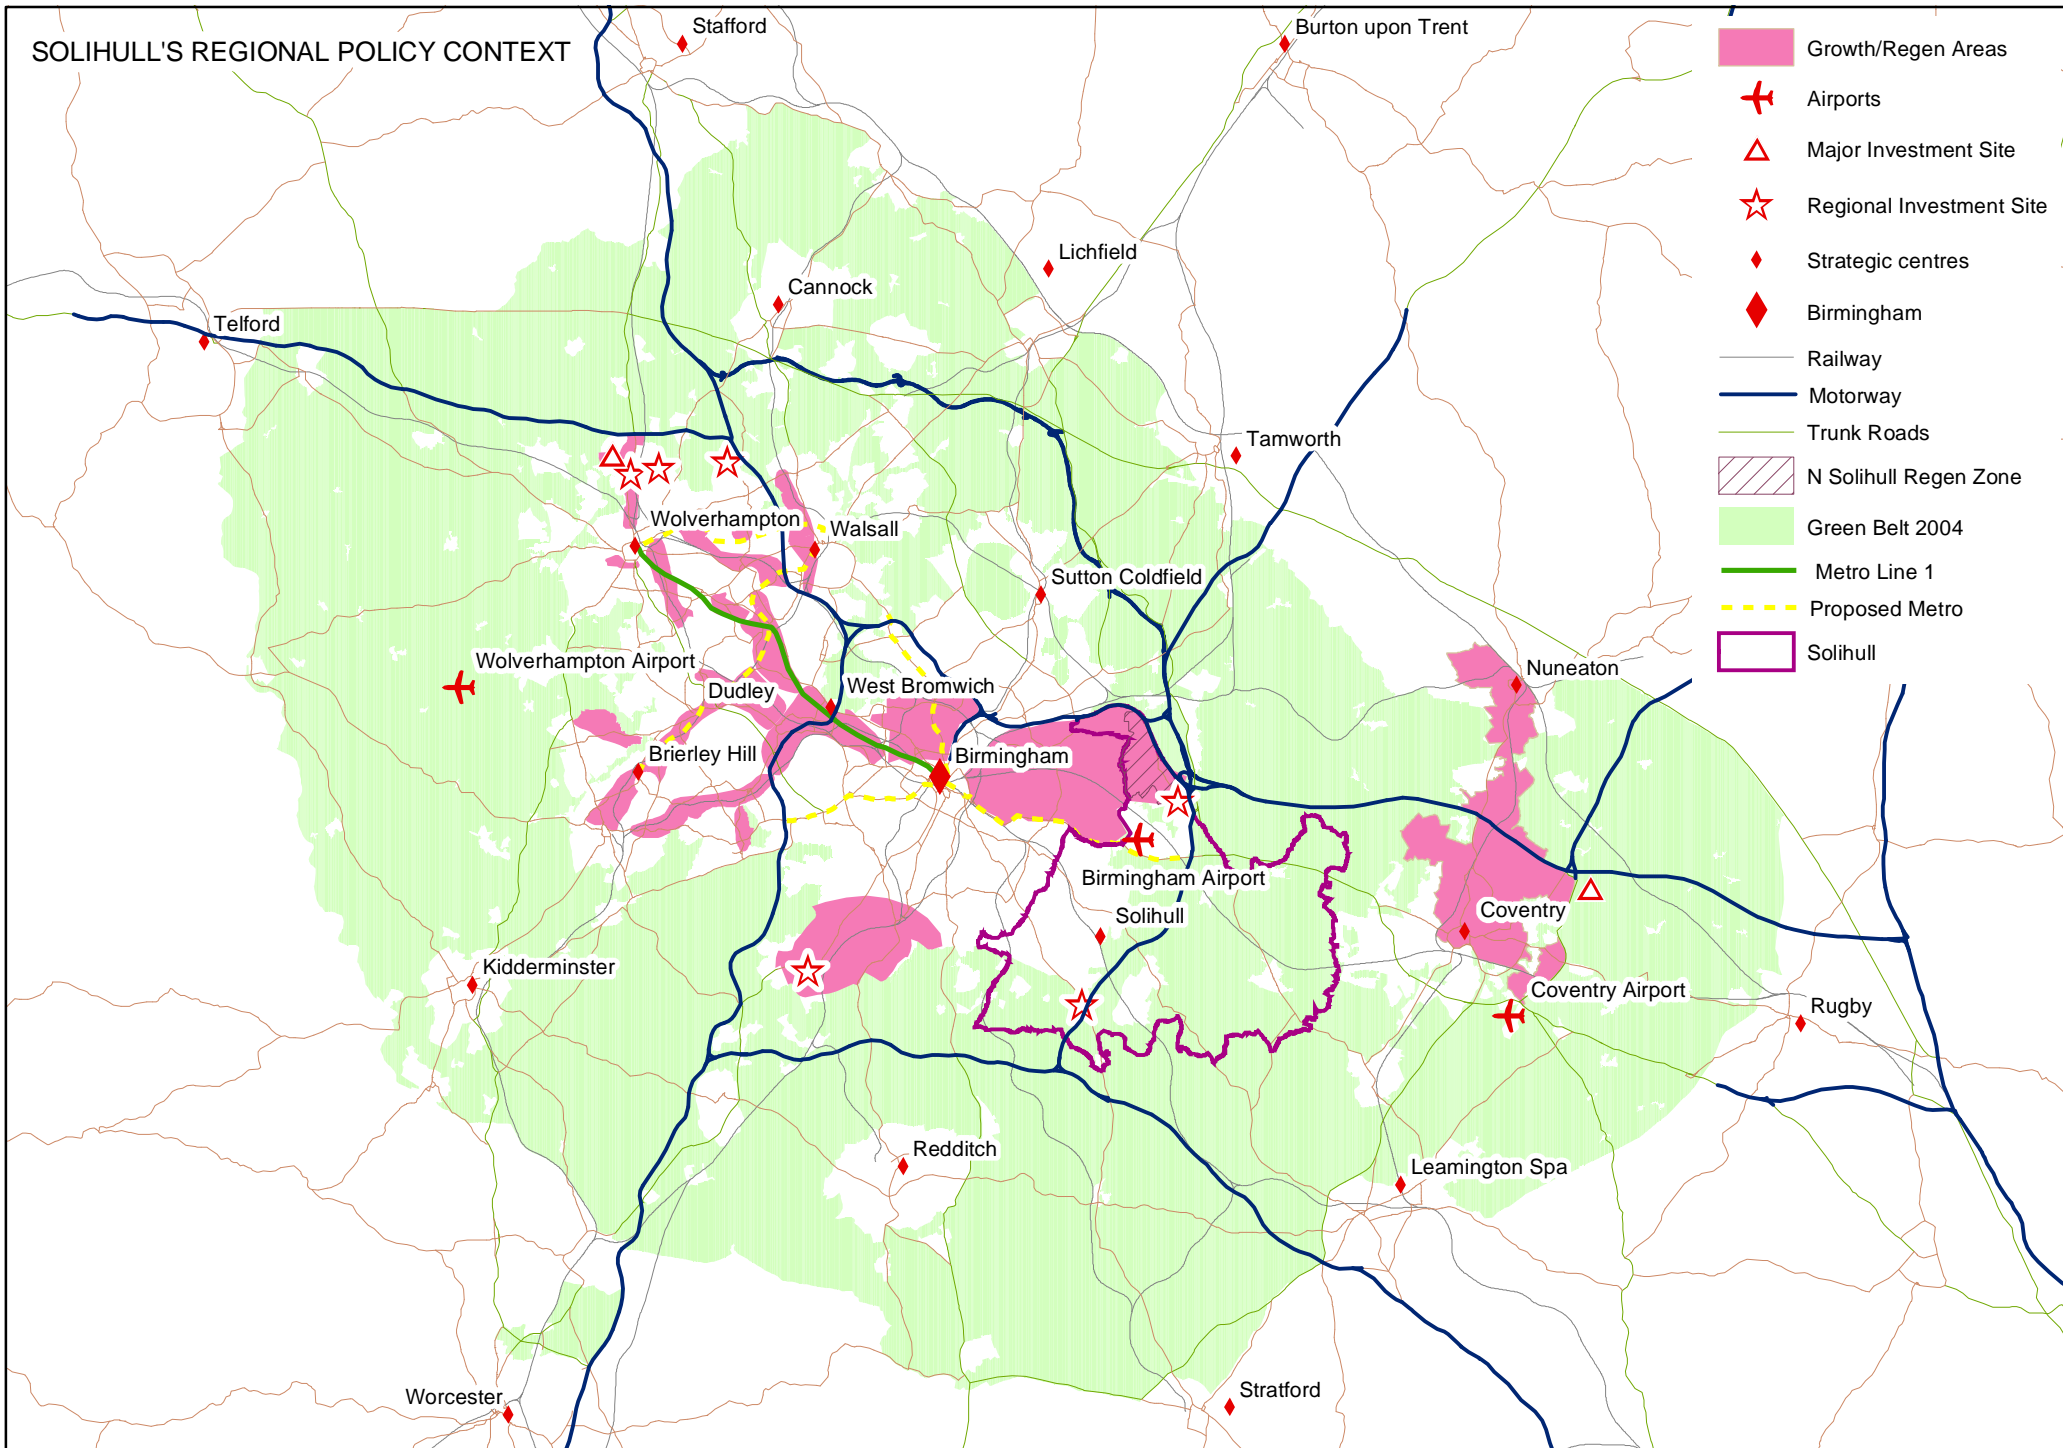 SOLIHULL'S REGIONAL POLICY CONTEXT
Stafford
Burton upon Trent
Lichfield
Cannock
Telford
Tamworth
Wolverhampton
Walsall
Sutton Coldfield
Wolverhampton Airport
Dudley
West Bromwich
Nuneaton
Brierley Hill
Birmingham
Birmingham Airport
Solihull
Coventry
Kidderminster
Coventry Airport
Rugby
Redditch
Leamington Spa
Worcester
Stratford
Growth/Regen Areas
Airports
Major Investment Site
Regional Investment Site
Strategic centres
Birmingham
Railway
Motorway
Trunk Roads
N Solihull Regen Zone
Green Belt 2004
Metro Line 1
Proposed Metro
Solihull